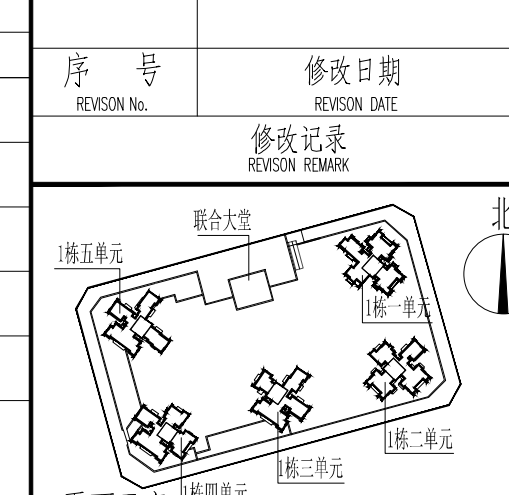 序 号
REVISON No.
修改日期
REVISON DATE
修改记录
REVISON REMARK
北
联合大堂
1栋五单元
1栋一单元
1栋二单元
1栋三单元
1栋四单元